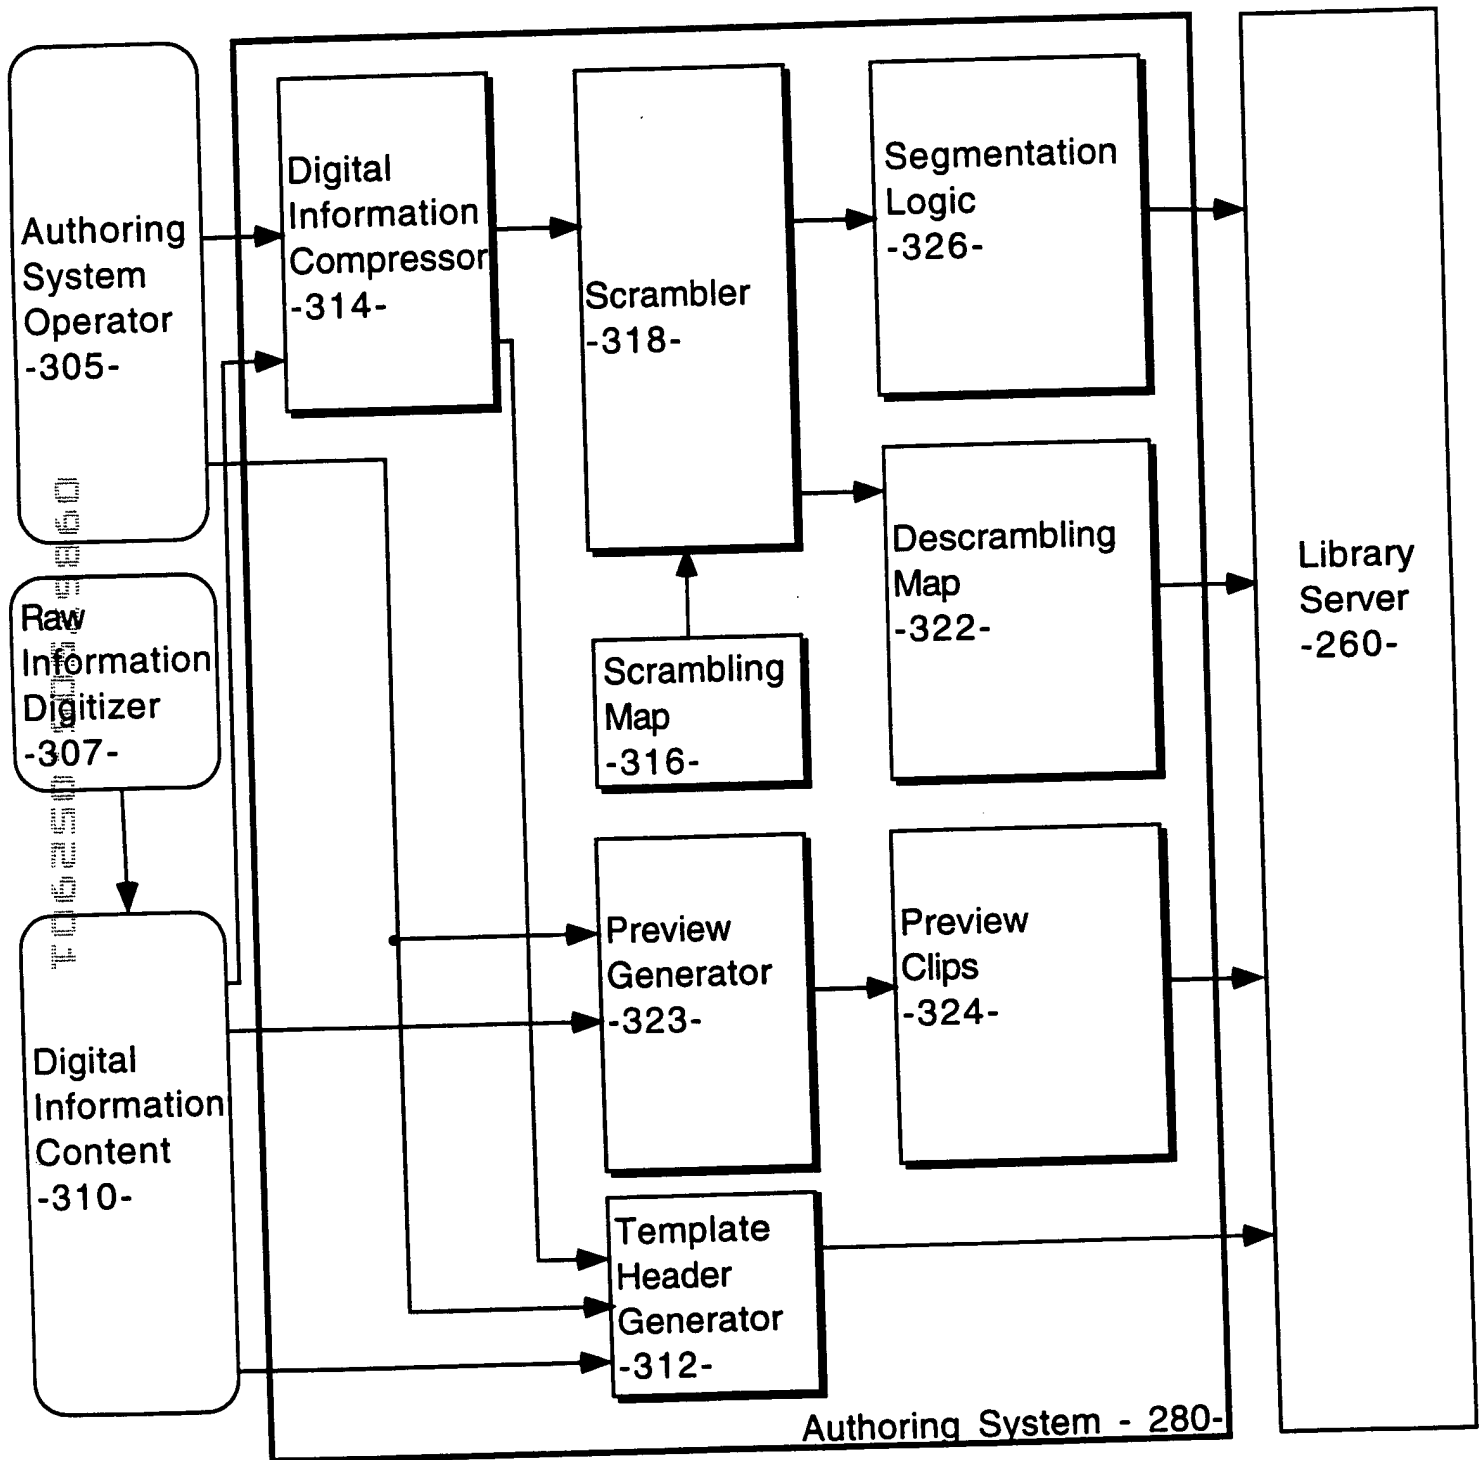 Authoring
System
Operator
-305-
Raw
Information
Digitizer
-307-
Digital
Information
Content
-310-
Digital
Information
Compressor
-314-
Scrambler
-318-
Scrambling
Map
-316-
Segmentation
Logic
-326-
Descrambling
Map
-322-
Preview
Generator
-323-
Preview
Clips
-324-
Template
Header
Generator
-312-
Authoring System - 280-
Library
Server
-260-